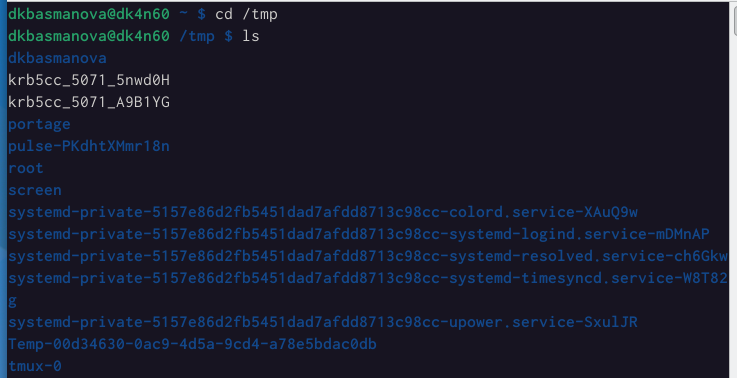 dkbasmanova@dk4n60 ~ $ cd /tmp
dkbasmanova@dk4n60 /tmp $ ls
dkbasmanova
krb5cc_5071_5nwd0H
krb5cc_5071_A9B1YG
portage
pulse-PKdhtXMmr18n
root
screen
systemd-private-5157e86d2fb5451dad7afdd8713c98cc-colord.service-XAuQ9w
systemd-private-5157e86d2fb5451dad7afdd8713c98cc-systemd-logind.service-mDMnAP
systemd-private-5157e86d2fb5451dad7afdd8713c98cc-systemd-resolved.service-ch6Gkw
systemd-private-5157e86d2fb5451dad7afdd8713c98cc-systemd-timesyncd.service-W8T82
g
systemd-private-5157e86d2fb5451dad7afdd8713c98cc-upower.service-SxulJR
Temp-00d34630-0ac9-4d5a-9cd4-a78e5bdac0db
tmux-0